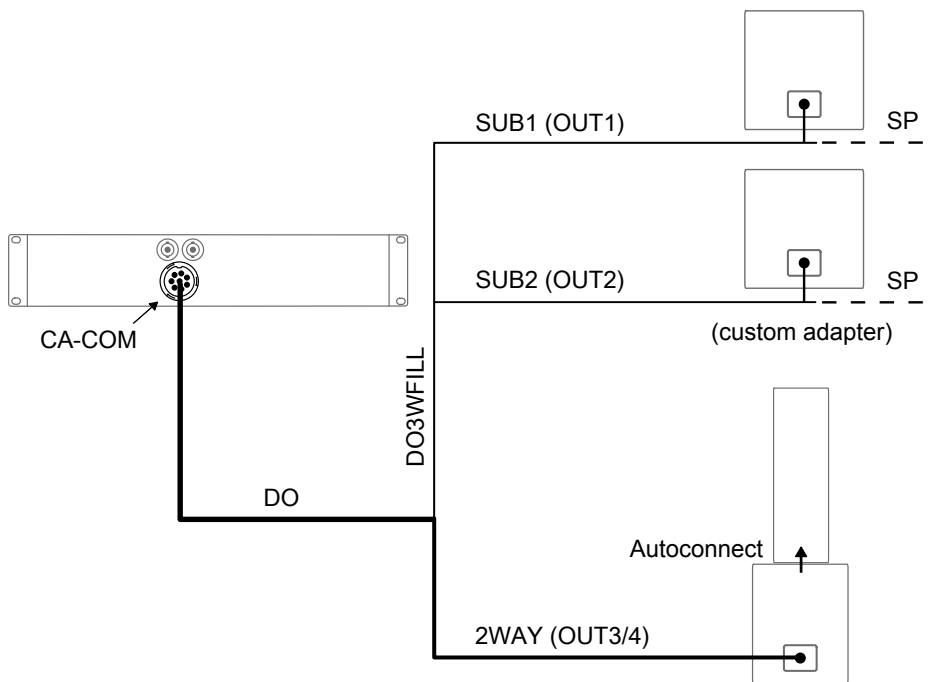 SUB1 (OUT1)
SP
SUB2 (OUT2)
SP
CA-COM
(custom adapter)
DO3WFILL
DO
Autoconnect
2WAY (OUT3/4)